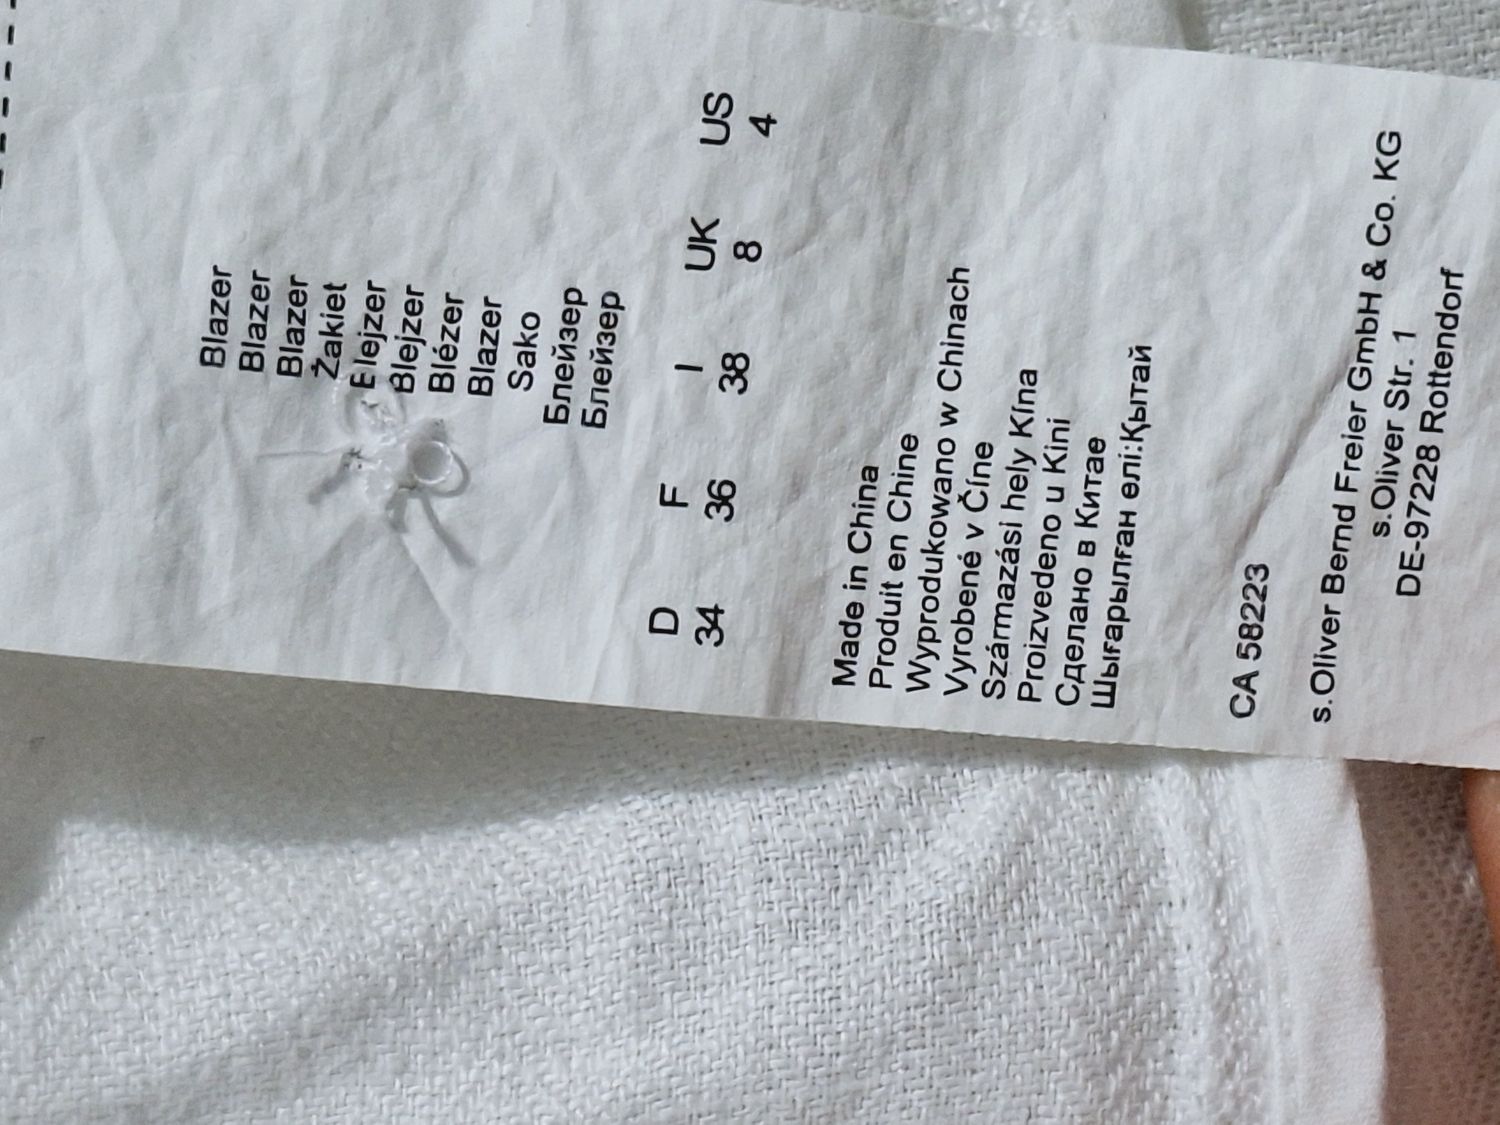 Blazer
Blazer
Blazer
Žakiet
Blejzer
Blejzer
Blézer
Blazer
Sako
Блейзер
Блейзер
D F I UK US
34 36 38 8 4
Made in China
Produit en Chine
Wyprodukowano w Chinach
Vyrobené v Číne
Származási hely Kína
Proizvedeno u Kini
Сделано в Китае
Шығарылған елі:Қытай
CA 58223
s.Oliver Bernd Freier GmbH & Co. KG
s.Oliver Str. 1
DE-97228 Rottendorf